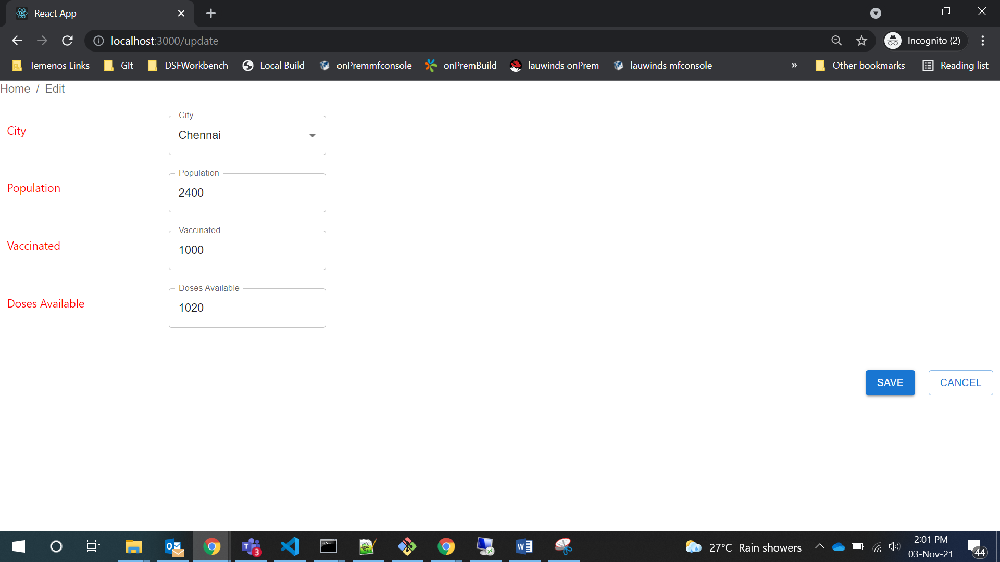 React App
localhost:3000/update
Incognito (2)
Temenos Links
GIt
DSFWorkbench
Local Build
onPremmfconsole
onPremBuild
lauwinds onPrem
lauwinds mfconsole
»
Other bookmarks
Reading list
Home / Edit
City
City
Chennai
Population
Population
2400
Vaccinated
Vaccinated
1000
Doses Available
Doses Available
1020
SAVE
CANCEL
3
27°C Rain showers
2:01 PM
03-Nov-21
44